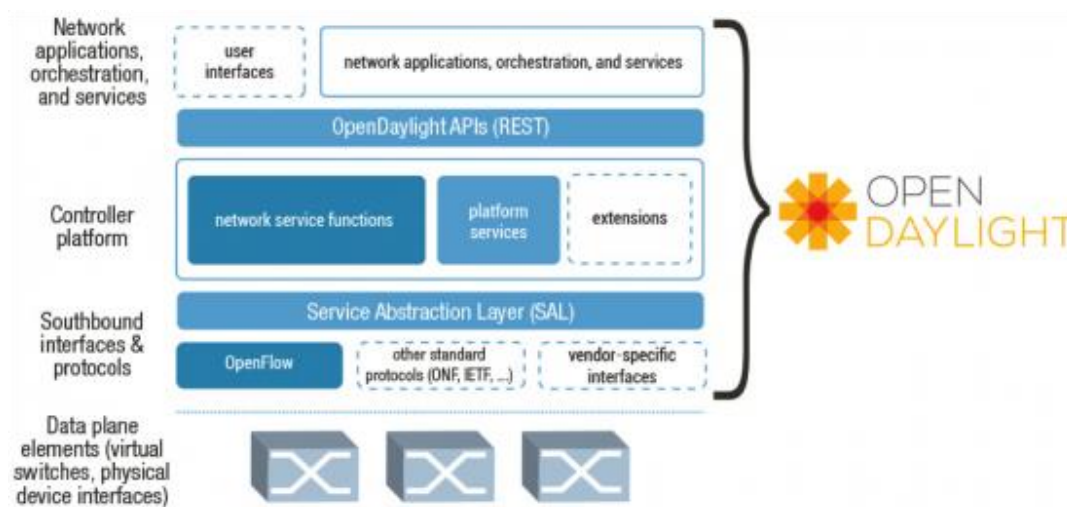 Network
applications,
orchestration,
and services
user
interfaces
network applications, orchestration, and services
OpenDaylight APIs (REST)
Controller
platform
network service functions
platform
services
extensions
Southbound
interfaces &
protocols
Service Abstraction Layer (SAL)
OpenFlow
other standard
protocols (ONF, IETF, ...)
vendor-specific
interfaces
Data plane
elements (virtual
switches, physical
device interfaces)
OPEN
DAYLIGHT